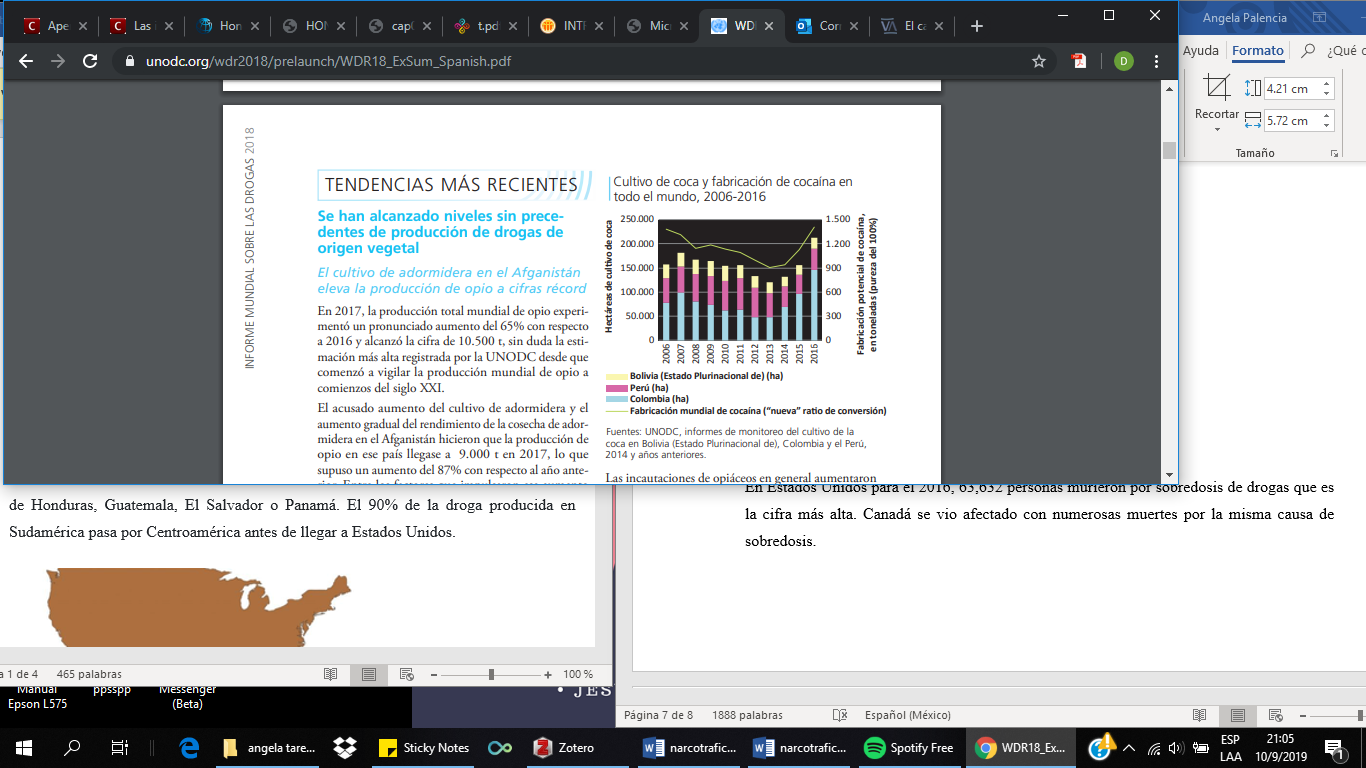 Ape
Las
Hon
HON
cap
t.pd
INTR
Mic
WD
Con
El ca
Angela Palencia
unodc.org/wdr2018/prelaunch/WDR18_ExSum_Spanish.pdf
D
Ayuda
Formato
¿Qué
Recortar
4.21 cm
5.72 cm
Tamaño
INFORME MUNDIAL SOBRE LAS DROGAS 2018
TENDENCIAS MÁS RECIENTES
Se han alcanzado niveles sin prece-
dentes de producción de drogas de
origen vegetal
El cultivo de adormidera en el Afganistán
eleva la producción de opio a cifras récord
En 2017, la producción total mundial de opio experi-
mentó un pronunciado aumento del 65% con respecto
a 2016 y alcanzó la cifra de 10.500 t, sin duda la esti-
mación más alta registrada por la UNODC desde que
comenzó a vigilar la producción mundial de opio a
comienzos del siglo XXI.
El acusado aumento del cultivo de adormidera y el
aumento gradual del rendimiento de la cosecha de ador-
midera en el Afganistán hicieron que la producción de
opio en ese país llegase a 9.000 t en 2017, lo que
supuso un aumento del 87% con respecto al año ante-
Cultivo de coca y fabricación de cocaína en
todo el mundo, 2006-2016
Hectáreas de cultivo de coca
250.000
200.000
150.000
100.000
50.000
0
1.500
1.200
900
600
300
0
Fabricación potencial de cocaína,
en toneladas (pureza del 100%)
2006 2007 2008 2009 2010 2011 2012 2013 2014 2015 2016
Bolivia (Estado Plurinacional de) (ha)
Perú (ha)
Colombia (ha)
Fabricación mundial de cocaína (“nueva” ratio de conversión)
Fuentes: UNODC, informes de monitoreo del cultivo de la
coca en Bolivia (Estado Plurinacional de), Colombia y el Perú,
2014 y años anteriores.
Las incautaciones de opiáceos en general aumentaron
de Honduras, Guatemala, El Salvador o Panamá. El 90% de la droga producida en
Sudamérica pasa por Centroamérica antes de llegar a Estados Unidos.
En Estados Unidos para el 2016, 63,632 personas murieron por sobredosis de drogas que es
la cifra más alta. Canadá se vio afectado con numerosas muertes por la misma causa de
sobredosis.
a 1 de 4
465 palabras
100 %
Manual
Epson L575
ppsspp
Messenger
(Beta)
• JES
Página 7 de 8
1888 palabras
Español (México)
angela tare...
Sticky Notes
Zotero
narcotrafic...
narcotrafic...
Spotify Free
WDR18_Ex...
ESP
LAA
21:05
10/9/2019
1